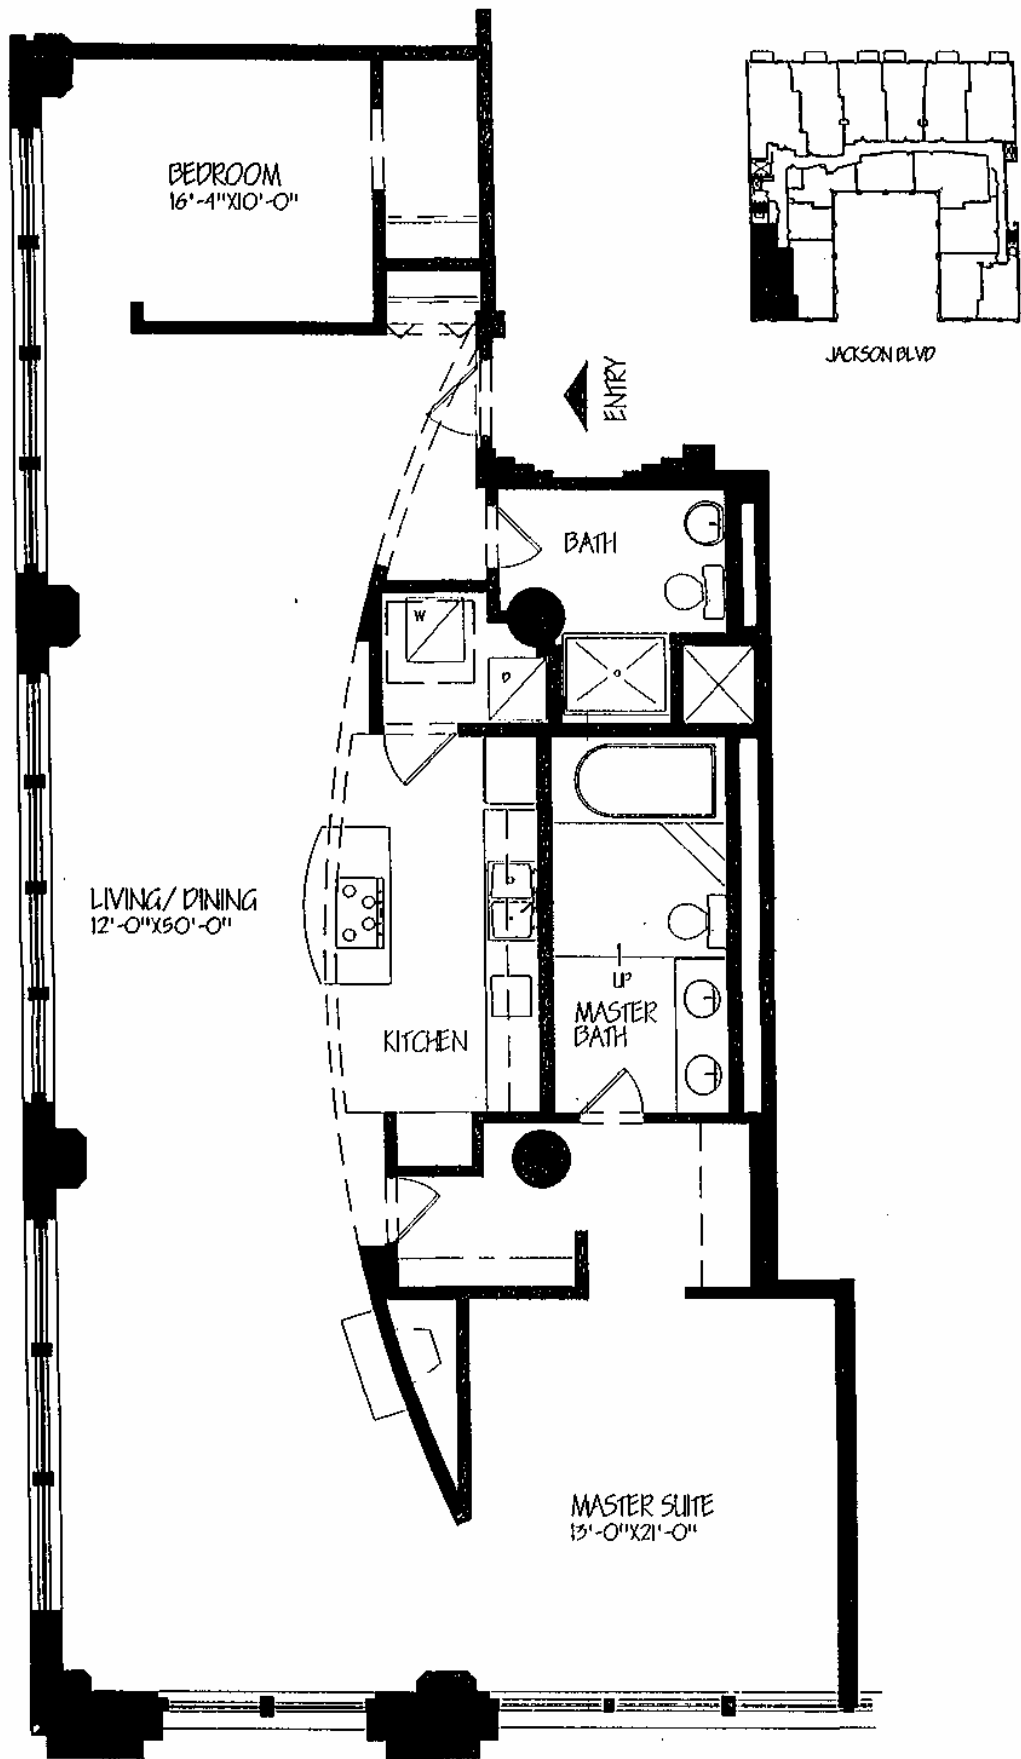 BEDROOM
16'-4"X10'-0"
JACKSON BLVD
ENTRY
BATH
W
D
LIVING/DINING
12'-0"X50'-0"
UP
MASTER
BATH
KITCHEN
MASTER SUITE
13'-0"X21'-0"